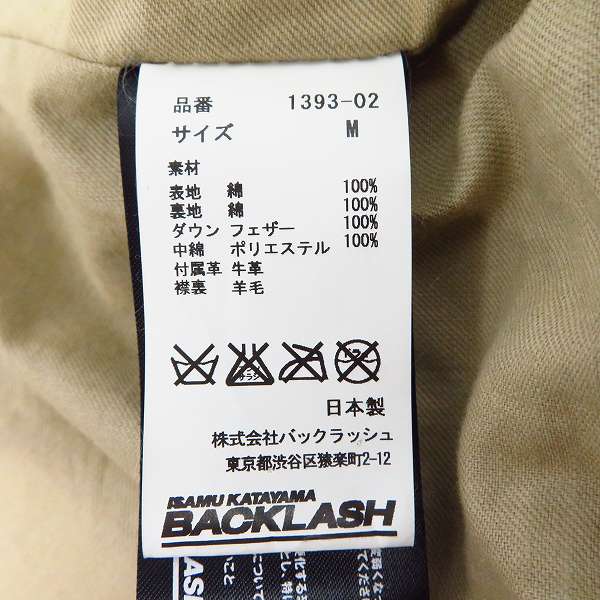 品番 1393-02
サイズ M
素材
表地 綿 100%
裏地 綿 100%
ダウン フェザー 100%
中綿 ポリエステル 100%
付属革 牛革
襟裏 羊毛
日本製
株式会社バックラッシュ
東京都渋谷区猿楽町2-12
ISAMU KATAYAMA
BACKLASH